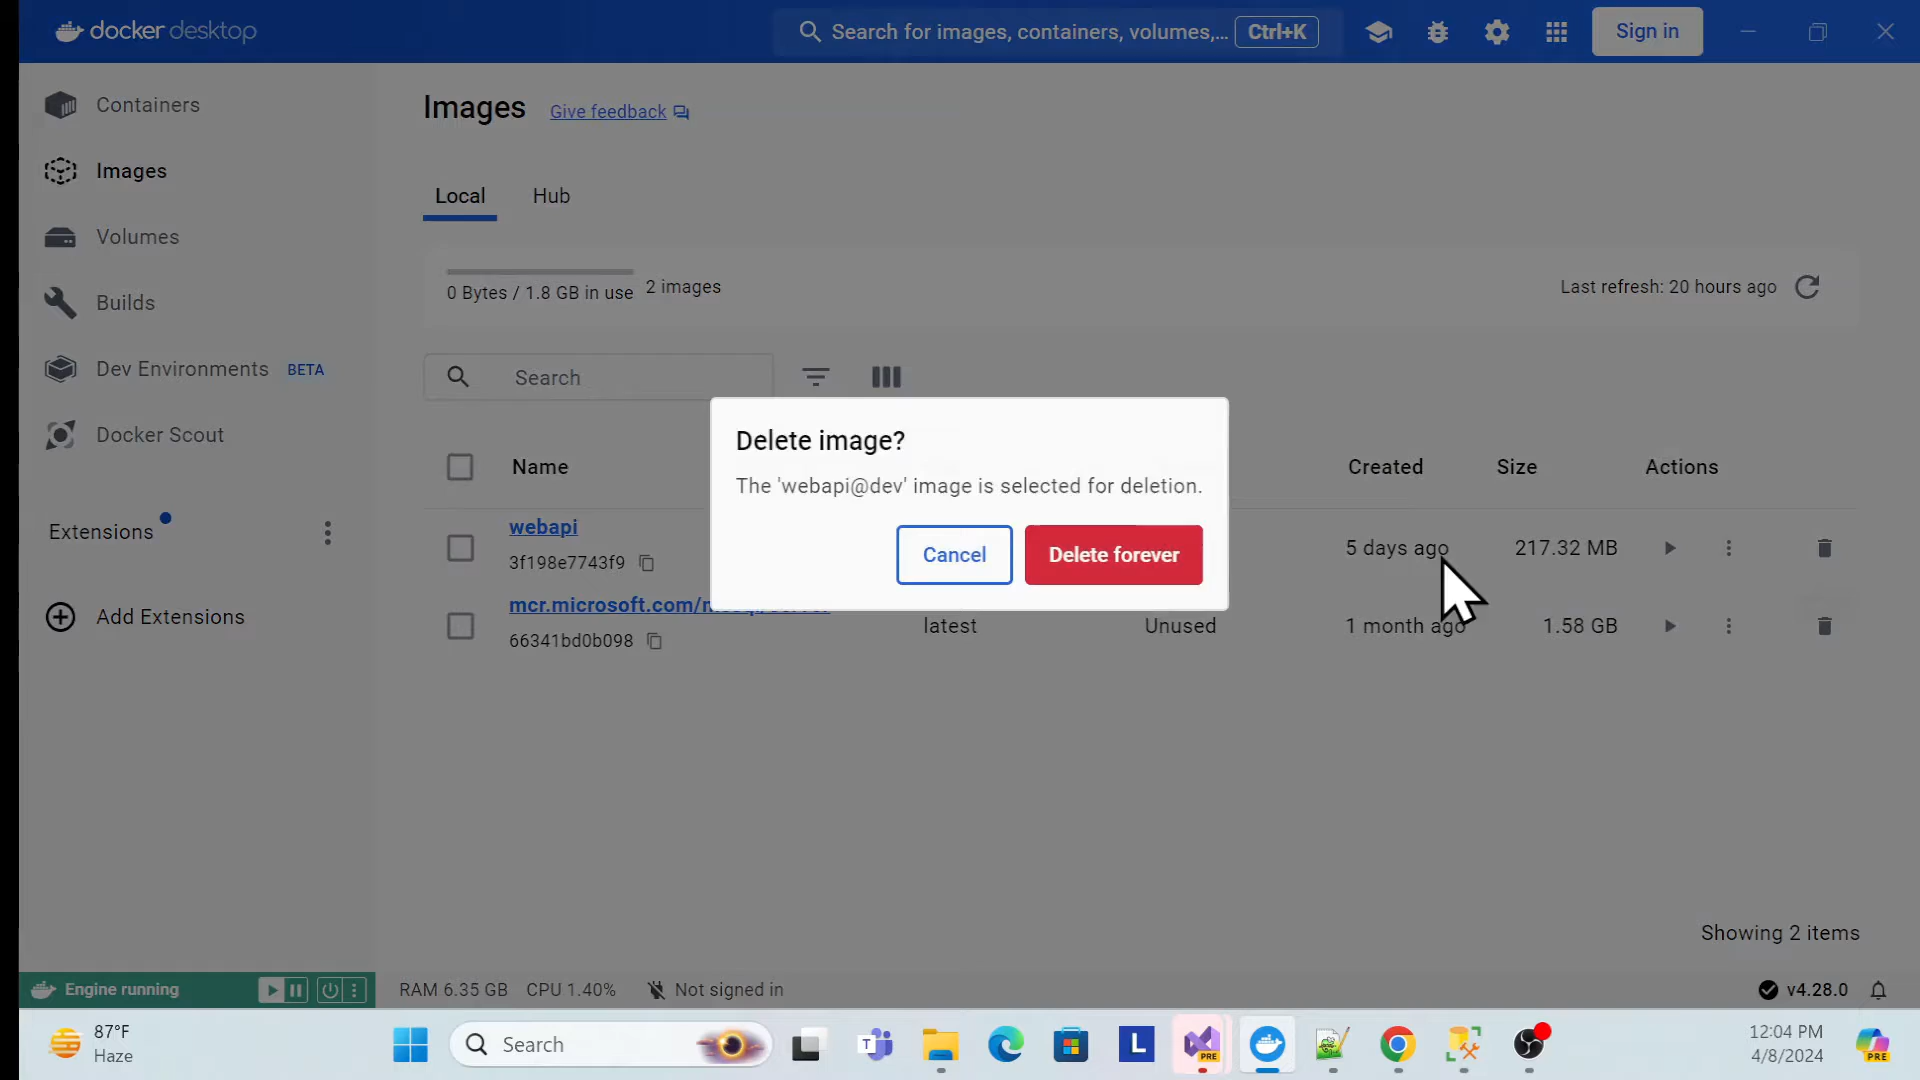 docker desktop
Search for images, containers, volumes,... Ctrl+K
Sign in
Containers
Images
Volumes
Builds
Dev Environments BETA
Docker Scout
Extensions
Add Extensions
Images Give feedback
Local Hub
0 Bytes / 1.8 GB in use 2 images
Last refresh: 20 hours ago
Search
Name Created Size Actions
webapi
3f198e7743f9
5 days ago 217.32 MB
mcr.microsoft.com/
66341bd0b098
latest Unused 1 month ago 1.58 GB
Delete image?
The 'webapi@dev' image is selected for deletion.
Cancel Delete forever
Showing 2 items
Engine running
RAM 6.35 GB CPU 1.40% Not signed in
v4.28.0
87°F
Haze
Search
T
L
PRE
12:04 PM
4/8/2024
PRE